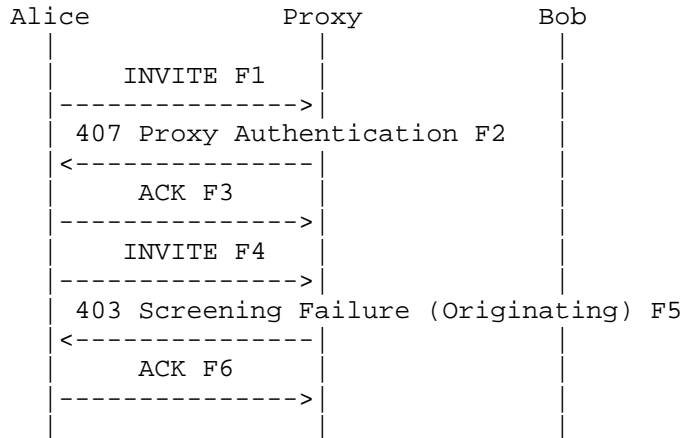 Alice Proxy Bob
INVITE F1
407 Proxy Authentication F2
ACK F3
INVITE F4
403 Screening Failure (Originating) F5
ACK F6